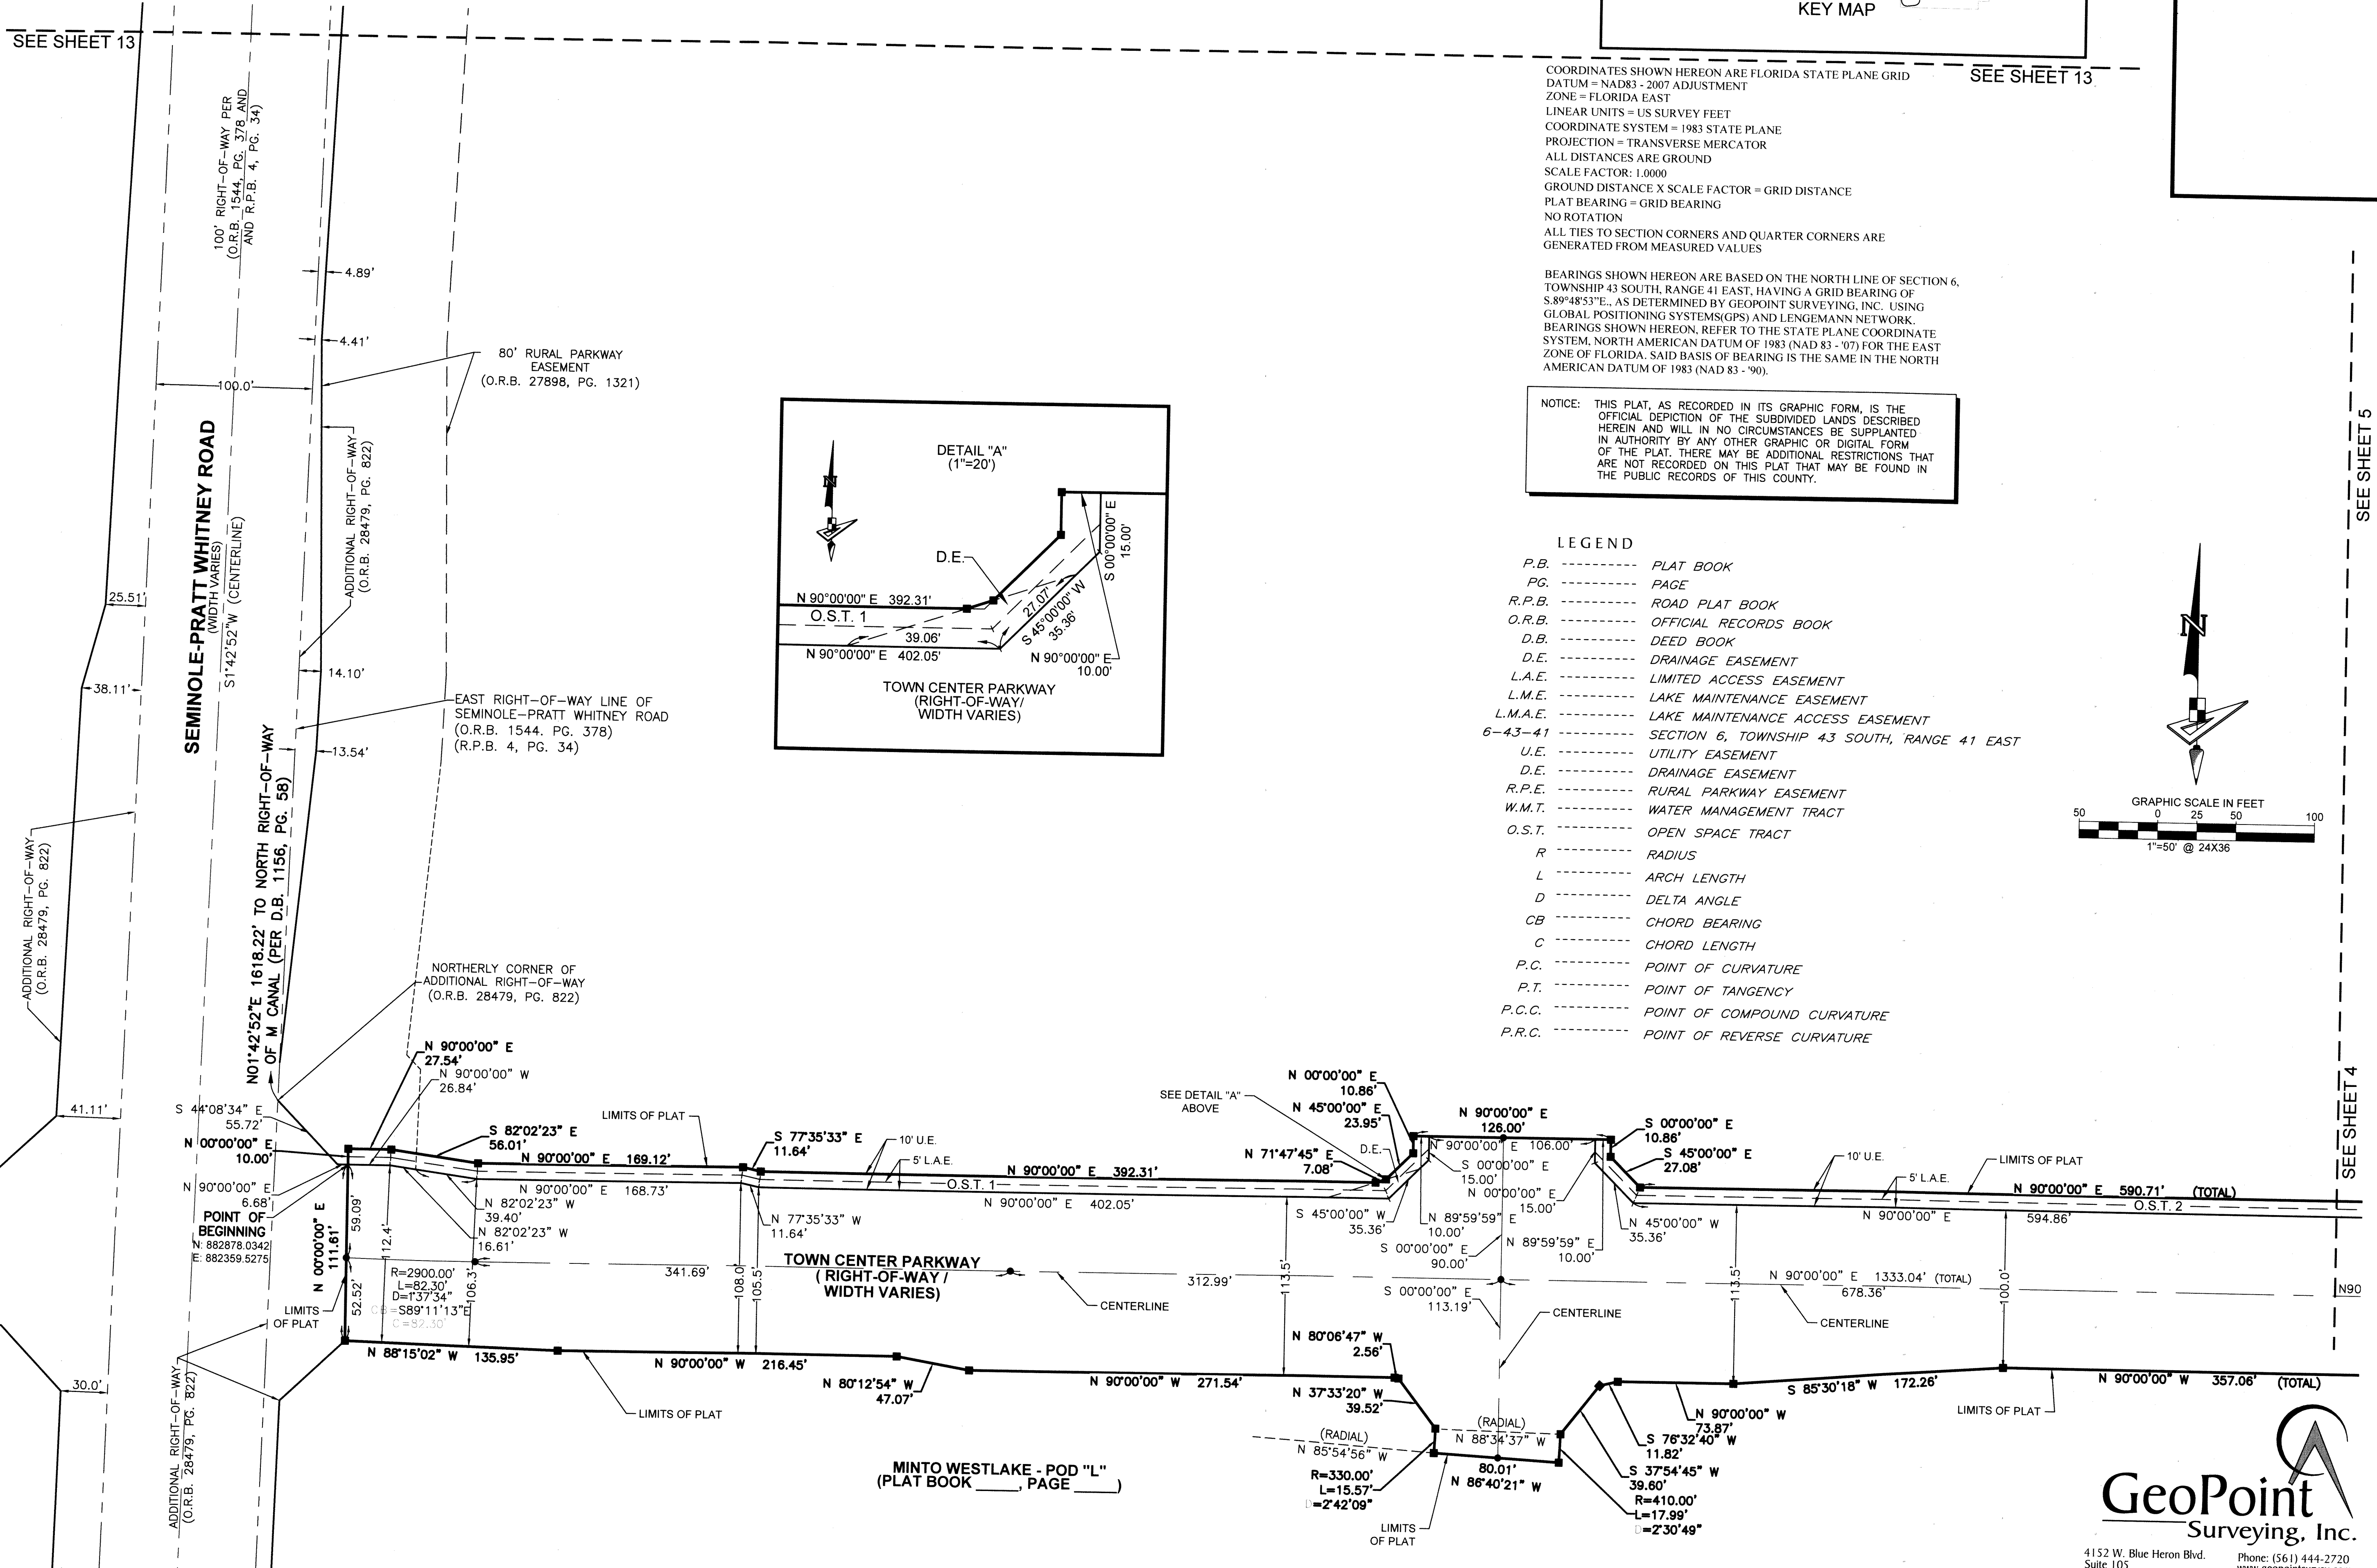 KEY MAP
SEE SHEET 13
SEE SHEET 13
COORDINATES SHOWN HEREON ARE FLORIDA STATE PLANE GRID
DATUM = NAD83 - 2007 ADJUSTMENT
ZONE = FLORIDA EAST
LINEAR UNITS = US SURVEY FEET
COORDINATE SYSTEM = 1983 STATE PLANE
PROJECTION = TRANSVERSE MERCATOR
ALL DISTANCES ARE GROUND
SCALE FACTOR: 1.0000
GROUND DISTANCE X SCALE FACTOR = GRID DISTANCE
PLAT BEARING = GRID BEARING
NO ROTATION
ALL TIES TO SECTION CORNERS AND QUARTER CORNERS ARE
GENERATED FROM MEASURED VALUES
BEARINGS SHOWN HEREON ARE BASED ON THE NORTH LINE OF SECTION 6,
TOWNSHIP 43 SOUTH, RANGE 41 EAST, HAVING A GRID BEARING OF
S.89°48'53"E., AS DETERMINED BY GEOPOINT SURVEYING, INC. USING
GLOBAL POSITIONING SYSTEMS(GPS) AND LENGEMANN NETWORK.
BEARINGS SHOWN HEREON, REFER TO THE STATE PLANE COORDINATE
SYSTEM, NORTH AMERICAN DATUM OF 1983 (NAD 83 - '07) FOR THE EAST
ZONE OF FLORIDA. SAID BASIS OF BEARING IS THE SAME IN THE NORTH
AMERICAN DATUM OF 1983 (NAD 83 - '90).
NOTICE: THIS PLAT, AS RECORDED IN ITS GRAPHIC FORM, IS THE
OFFICIAL DEPICTION OF THE SUBDIVIDED LANDS DESCRIBED
HEREIN AND WILL IN NO CIRCUMSTANCES BE SUPPLANTED
IN AUTHORITY BY ANY OTHER GRAPHIC OR DIGITAL FORM
OF THE PLAT. THERE MAY BE ADDITIONAL RESTRICTIONS THAT
ARE NOT RECORDED ON THIS PLAT THAT MAY BE FOUND IN
THE PUBLIC RECORDS OF THIS COUNTY.
LEGEND
P.B. ---------- PLAT BOOK
PG. ---------- PAGE
R.P.B. ---------- ROAD PLAT BOOK
O.R.B. ---------- OFFICIAL RECORDS BOOK
D.B. ---------- DEED BOOK
D.E. ---------- DRAINAGE EASEMENT
L.A.E. ---------- LIMITED ACCESS EASEMENT
L.M.E. ---------- LAKE MAINTENANCE EASEMENT
L.M.A.E. ---------- LAKE MAINTENANCE ACCESS EASEMENT
6-43-41 ---------- SECTION 6, TOWNSHIP 43 SOUTH, RANGE 41 EAST
U.E. ---------- UTILITY EASEMENT
D.E. ---------- DRAINAGE EASEMENT
R.P.E. ---------- RURAL PARKWAY EASEMENT
W.M.T. ---------- WATER MANAGEMENT TRACT
O.S.T. ---------- OPEN SPACE TRACT
R ---------- RADIUS
L ---------- ARCH LENGTH
D ---------- DELTA ANGLE
CB ---------- CHORD BEARING
C ---------- CHORD LENGTH
P.C. ---------- POINT OF CURVATURE
P.T. ---------- POINT OF TANGENCY
P.C.C. ---------- POINT OF COMPOUND CURVATURE
P.R.C. ---------- POINT OF REVERSE CURVATURE
N
GRAPHIC SCALE IN FEET
50 0 25 50 100
1"=50' @ 24X36
SEE SHEET 5
SEE SHEET 4
100' RIGHT-OF-WAY PER
(O.R.B. 1544, PG. 378 AND
AND R.P.B. 4, PG. 34)
4.89'
4.41'
100.0'
80' RURAL PARKWAY
EASEMENT
(O.R.B. 27898, PG. 1321)
ADDITIONAL RIGHT-OF-WAY
(O.R.B. 28479, PG. 822)
SEMINOLE-PRATT WHITNEY ROAD
(WIDTH VARIES)
S1°42'52"W (CENTERLINE)
25.51'
38.11'
14.10'
13.54'
EAST RIGHT-OF-WAY LINE OF
SEMINOLE-PRATT WHITNEY ROAD
(O.R.B. 1544. PG. 378)
(R.P.B. 4, PG. 34)
N01°42'52"E 1618.22' TO NORTH RIGHT-OF-WAY
OF M CANAL (PER D.B. 1156, PG. 58)
ADDITIONAL RIGHT-OF-WAY
(O.R.B. 28479, PG. 822)
NORTHERLY CORNER OF
ADDITIONAL RIGHT-OF-WAY
(O.R.B. 28479, PG. 822)
DETAIL "A"
(1"=20')
N
D.E.
N 90°00'00" E 392.31'
O.S.T. 1
39.06'
N 90°00'00" E 402.05'
27.07'
S 45°00'00" W
35.36'
S 00°00'00" E
15.00'
N 90°00'00" E
10.00'
TOWN CENTER PARKWAY
(RIGHT-OF-WAY/
WIDTH VARIES)
41.11'
30.0'
S 44°08'34" E
55.72'
N 00°00'00" E
10.00'
N 90°00'00" E
6.68'
POINT OF
BEGINNING
N: 882878.0342
E: 882359.5275
N 90°00'00" E
27.54'
N 90°00'00" W
26.84'
S 82°02'23" E
56.01'
LIMITS OF PLAT
N 90°00'00" E 169.12'
N 90°00'00" E 168.73'
N 82°02'23" W
39.40'
N 82°02'23" W
16.61'
S 77°35'33" E
11.64'
N 77°35'33" W
11.64'
10' U.E.
5' L.A.E.
N 90°00'00" E 392.31'
O.S.T. 1
N 90°00'00" E 402.05'
SEE DETAIL "A"
ABOVE
N 00°00'00" E
10.86'
N 45°00'00" E
23.95'
N 71°47'45" E
7.08'
D.E.
N 90°00'00" E
126.00'
N 90°00'00" E 106.00'
S 00°00'00" E
10.86'
S 45°00'00" E
27.08'
S 00°00'00" E
15.00'
N 00°00'00" E
15.00'
S 45°00'00" W
35.36'
N 89°59'59" E
10.00'
N 89°59'59" E
10.00'
N 45°00'00" W
35.36'
S 00°00'00" E
90.00'
S 00°00'00" E
113.19'
10' U.E.
5' L.A.E.
LIMITS OF PLAT
N 90°00'00" E 590.71' (TOTAL)
O.S.T. 2
N 90°00'00" E 594.86'
N 00°00'00" E
111.61'
59.09'
52.52'
112.4'
106.3'
108.0'
105.5'
113.5'
113.5'
100.0'
R=2900.00'
L=82.30'
D=1°37'34"
CB=S89°11'13"E
C=82.30'
341.69'
TOWN CENTER PARKWAY
( RIGHT-OF-WAY /
WIDTH VARIES)
312.99'
CENTERLINE
CENTERLINE
N 90°00'00" E 1333.04' (TOTAL)
678.36'
CENTERLINE
N90
LIMITS
OF PLAT
ADDITIONAL RIGHT-OF-WAY
(O.R.B. 28479, PG. 822)
N 88°15'02" W 135.95'
N 90°00'00" W 216.45'
LIMITS OF PLAT
N 80°12'54" W
47.07'
N 90°00'00" W 271.54'
N 80°06'47" W
2.56'
N 37°33'20" W
39.52'
(RADIAL)
N 85°54'56" W
(RADIAL)
N 88°34'37" W
R=330.00'
L=15.57'
D=2°42'09"
80.01'
N 86°40'21" W
LIMITS
OF PLAT
N 90°00'00" W
73.87'
S 76°32'40" W
11.82'
S 37°54'45" W
39.60'
R=410.00'
L=17.99'
D=2°30'49"
S 85°30'18" W 172.26'
LIMITS OF PLAT
N 90°00'00" W 357.06' (TOTAL)
MINTO WESTLAKE - POD "L"
(PLAT BOOK _____, PAGE _____)
GeoPoint
Surveying, Inc.
4152 W. Blue Heron Blvd. Phone: (561) 444-2720
Suite 105